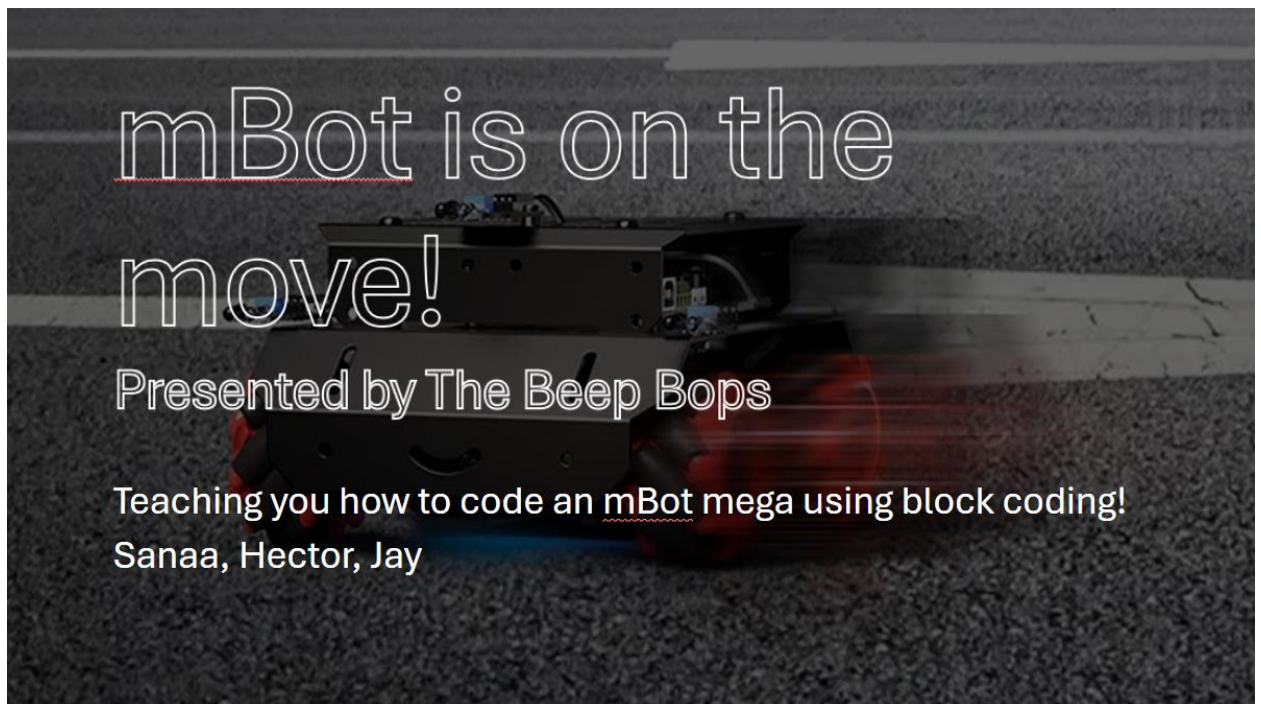 mBot is on the
move!
Presented by The Beep Bops
Teaching you how to code an mBot mega using block coding!
Sanaa, Hector, Jay